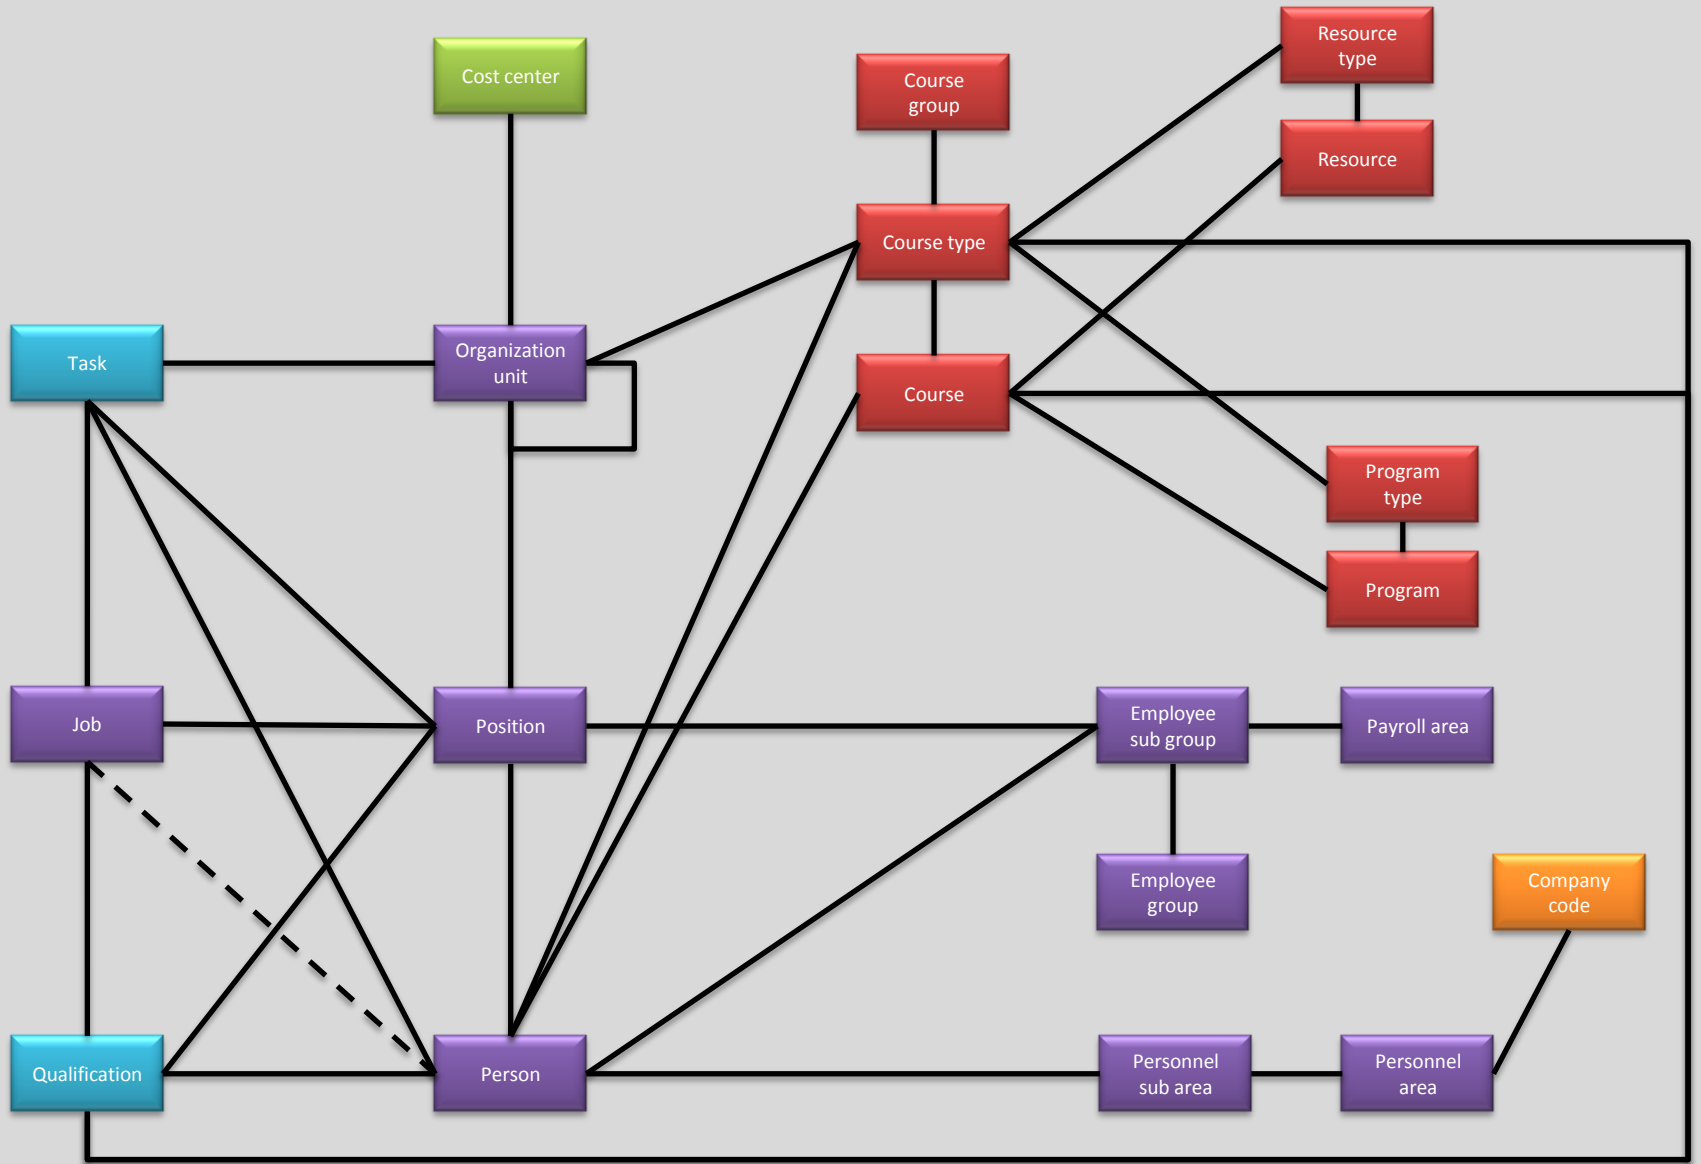 Resource
type
Cost center
Course
group
Resource
Course type
Task
Organization
unit
Course
Program
type
Program
Job
Position
Employee
sub group
Payroll area
Employee
group
Company
code
Qualification
Person
Personnel
sub area
Personnel
area